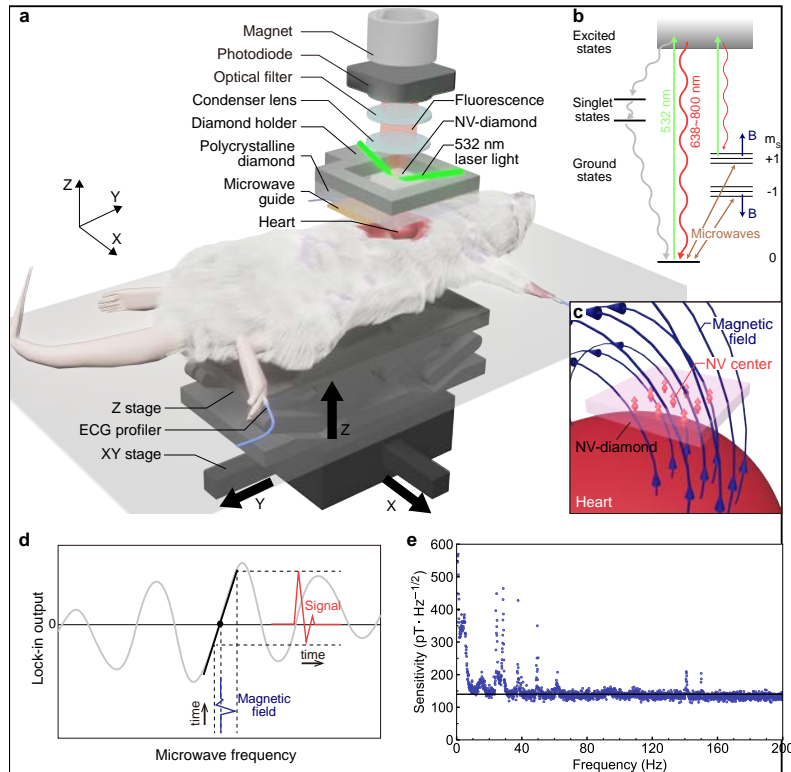 a
Magnet
Photodiode
Optical filter
Condenser lens
Diamond holder
Polycrystalline
diamond
Microwave
guide
Heart
Fluorescence
NV-diamond
532 nm
laser light
Z
Y
X
Z stage
ECG profiler
XY stage
Z
Y
X
b
Excited
states
Singlet
states
Ground
states
532 nm
638~800 nm
B
mS
+1
-1
B
Microwaves
0
c
Magnetic
field
NV center
NV-diamond
Heart
d
Lock-in output
0
Signal
time
time
Magnetic
field
Microwave frequency
e
Sensitivity (pT · Hz−1/2)
600
500
400
300
200
100
0
0 40 80 120 160 200
Frequency (Hz)